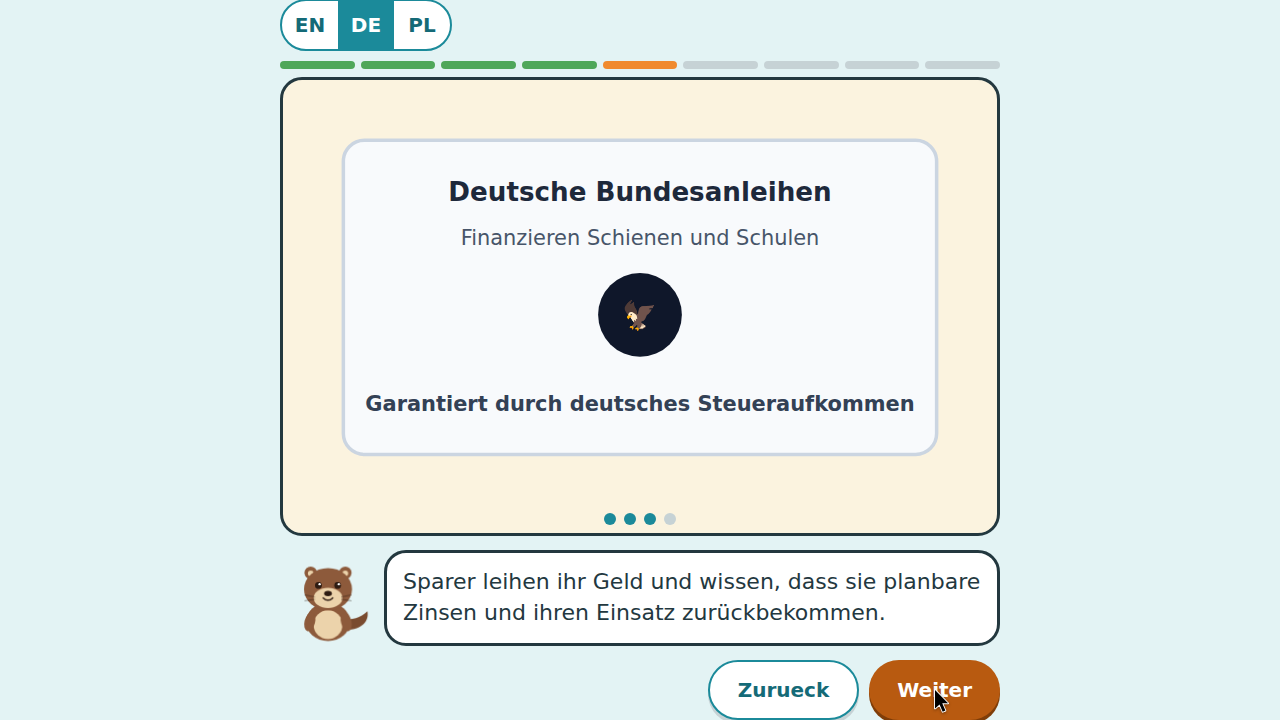 EN DE PL
Deutsche Bundesanleihen
Finanzieren Schienen und Schulen
Garantiert durch deutsches Steueraufkommen
Sparer leihen ihr Geld und wissen, dass sie planbare
Zinsen und ihren Einsatz zurückbekommen.
Zurueck Weiter